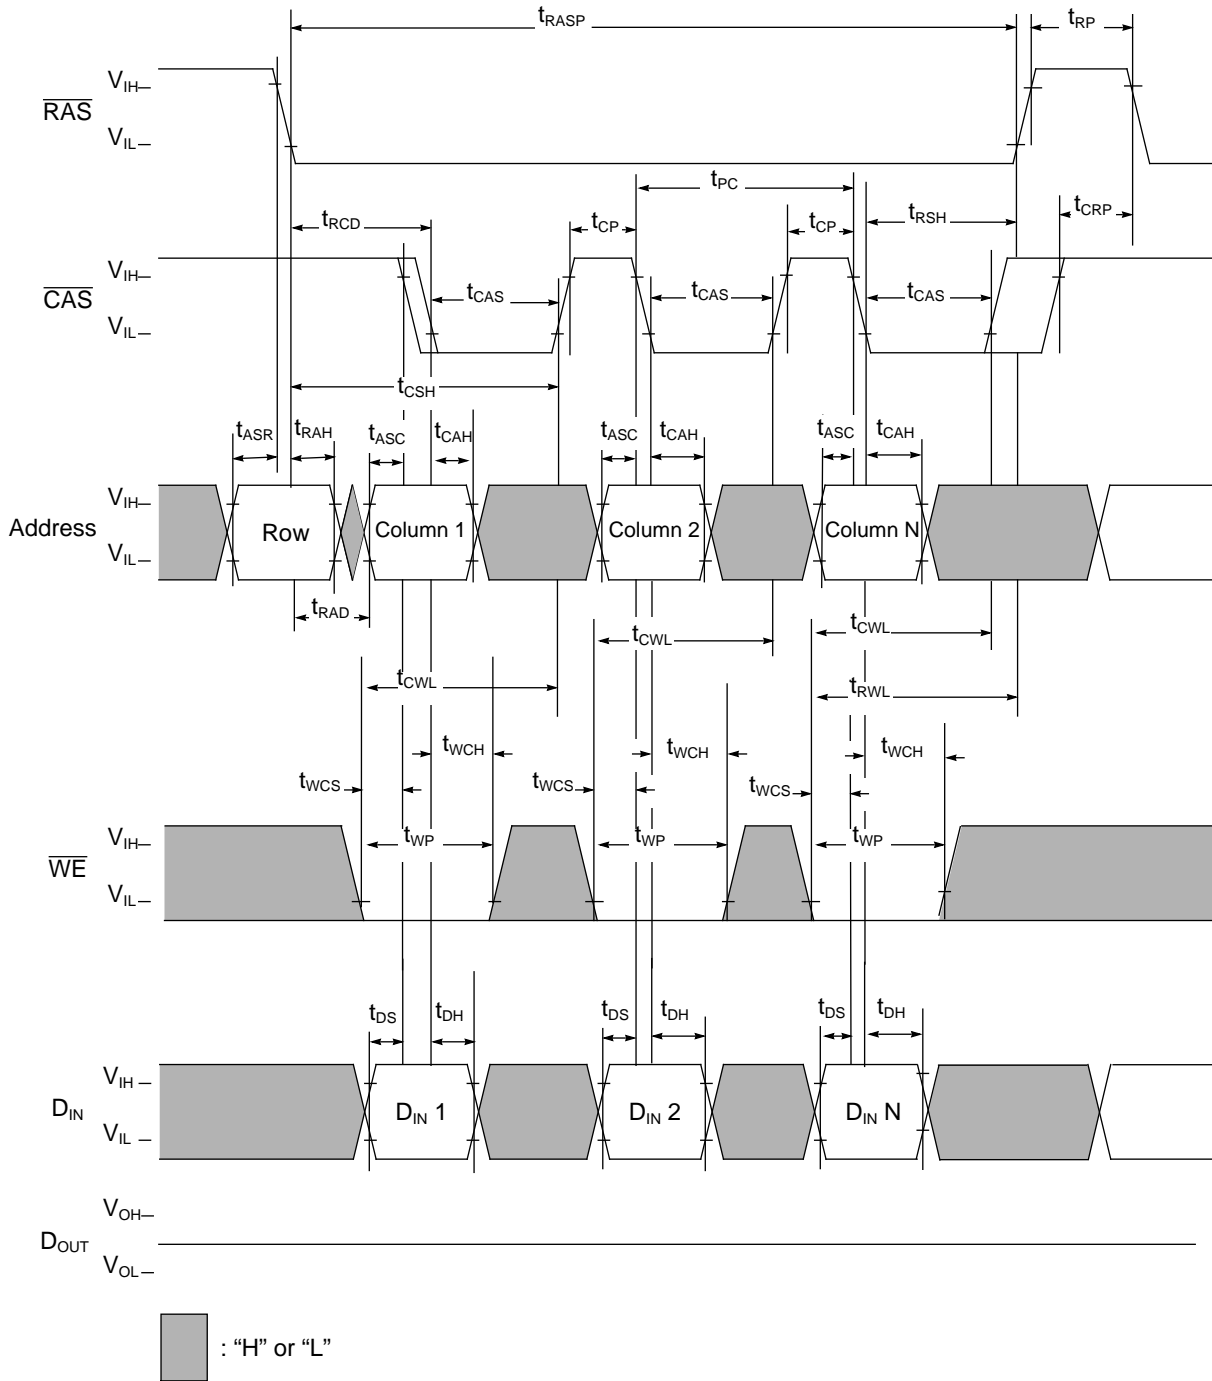 tRASP
tRP
VIH
RAS
VIL
tPC
tRCD
tCP
tCP
tRSH
tCRP
VIH
CAS
VIL
tCAS
tCAS
tCAS
tCSH
tASR
tRAH
tASC
tCAH
tASC
tCAH
tASC
tCAH
VIH
Address
VIL
Row
Column 1
Column 2
Column N
tRAD
tCWL
tCWL
tCWL
tRWL
tWCH
tWCH
tWCH
tWCS
tWCS
tWCS
VIH
WE
VIL
tWP
tWP
tWP
tDS
tDH
tDS
tDH
tDS
tDH
VIH
DIN
VIL
DIN 1
DIN 2
DIN N
VOH
DOUT
VOL
: “H” or “L”